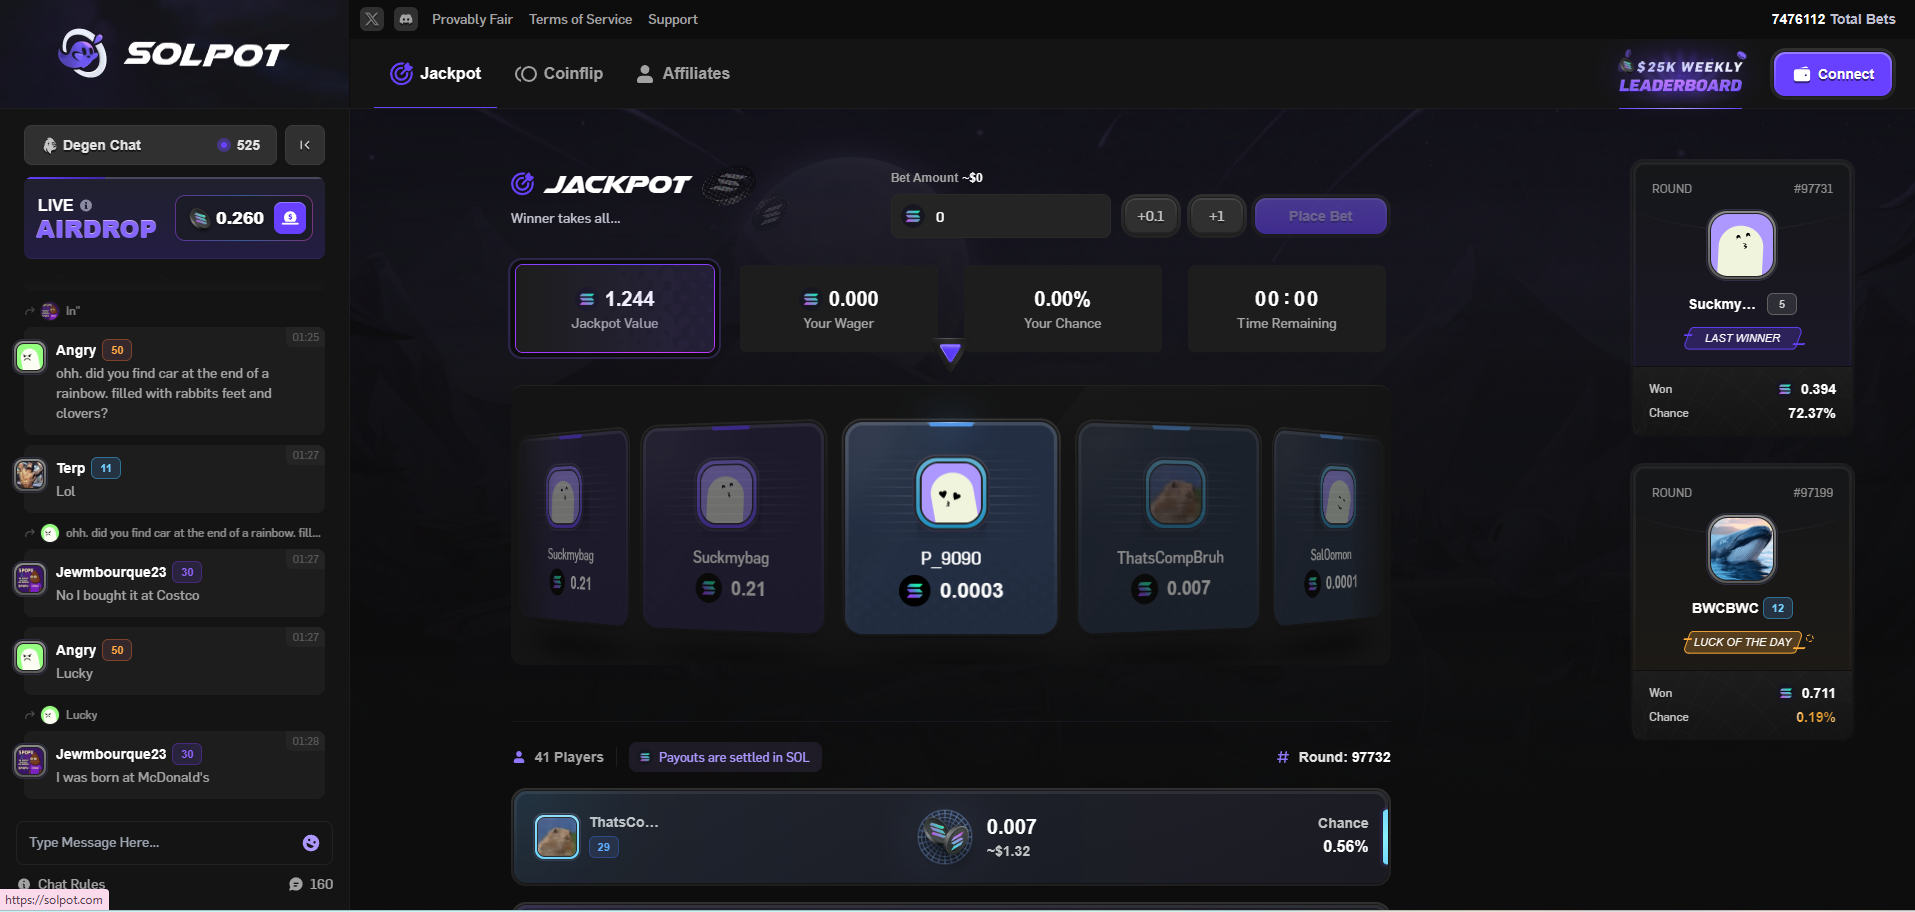 SOLPOT
Provably Fair
Terms of Service
Support
7476112 Total Bets
Jackpot
Coinflip
Affiliates
$25K WEEKLY
LEADERBOARD
Connect
Degen Chat
525
LIVE
AIRDROP
0.260
In"
01:25
Angry 50
ohh. did you find car at the end of a
rainbow. filled with rabbits feet and
clovers?
01:27
Terp 11
Lol
ohh. did you find car at the end of a rainbow. fill...
01:27
Jewmbourque23 30
No I bought it at Costco
01:27
Angry 50
Lucky
Lucky
01:28
Jewmbourque23 30
I was born at McDonald's
Type Message Here...
Chat Rules
160
https://solpot.com
JACKPOT
Winner takes all...
Bet Amount ~$0
0
+0.1
+1
Place Bet
1.244
Jackpot Value
0.000
Your Wager
0.00%
Your Chance
00:00
Time Remaining
Suckmybag
0.21
Suckmybag
0.21
P_9090
0.0003
ThatsCompBruh
0.007
SalOomon
0.0001
41 Players
Payouts are settled in SOL
# Round: 97732
ThatsCo...
29
0.007
~$1.32
Chance
0.56%
ROUND
#97731
Suckmy... 5
LAST WINNER
Won 0.394
Chance 72.37%
ROUND
#97199
BWCBWC 12
LUCK OF THE DAY
Won 0.711
Chance 0.19%